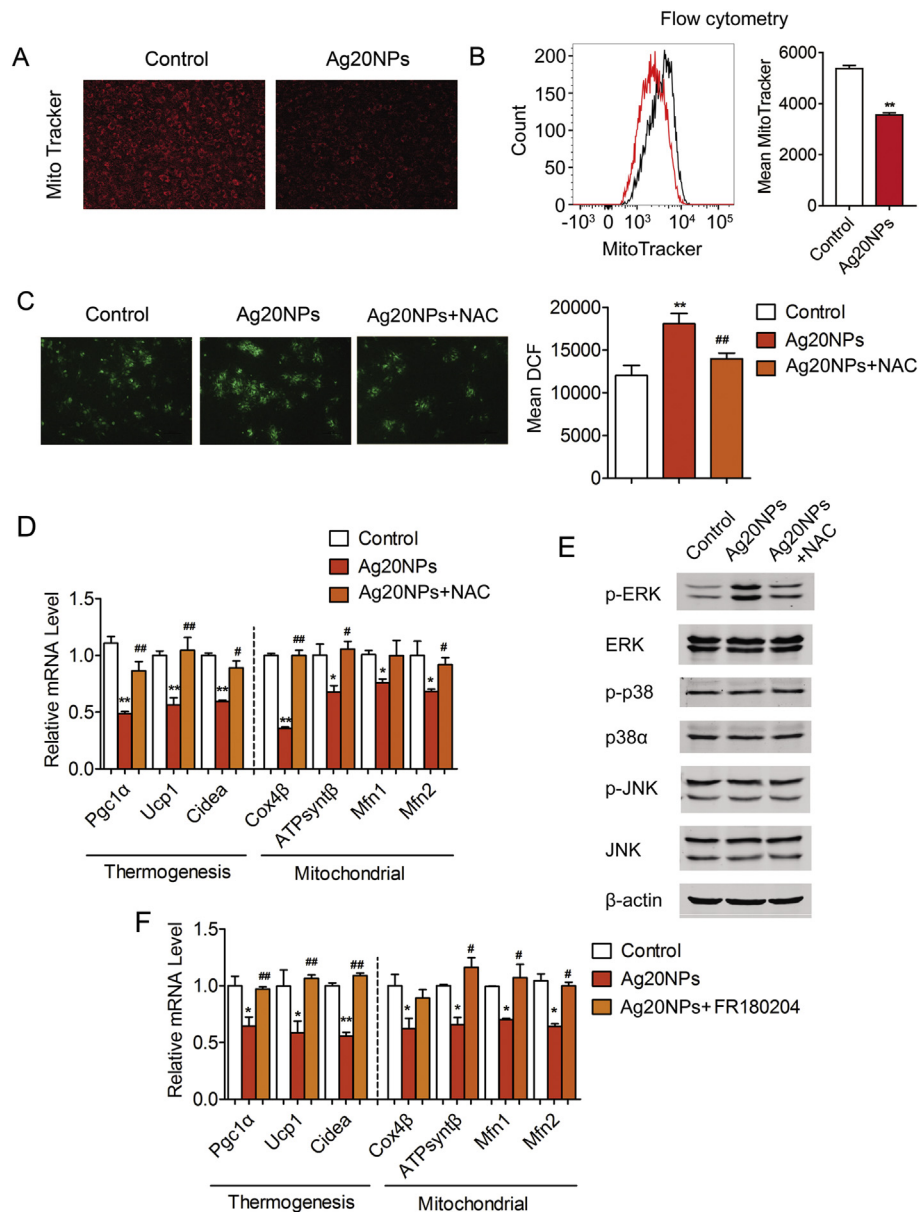 A
Control
Ag20NPs
Mito Tracker
Flow cytometry
B
Count
200
150
100
50
0
-10³ 0 10³ 10⁴ 10⁵
MitoTracker
Mean MitoTracker
6000
4000
2000
0
**
Control
Ag20NPs
C
Control
Ag20NPs
Ag20NPs+NAC
Mean DCF
20000
15000
10000
5000
0
**
##
Control
Ag20NPs
Ag20NPs+NAC
D
Control
Ag20NPs
Ag20NPs+NAC
Relative mRNA Level
1.5
1.0
0.5
0.0
** ## ** ## ** # ** ## * # * * #
Pgc1α Ucp1 Cidea Cox4β ATPsyntβ Mfn1 Mfn2
Thermogenesis Mitochondrial
E
Control
Ag20NPs
Ag20NPs
+NAC
p-ERK
ERK
p-p38
p38α
p-JNK
JNK
β-actin
F
Control
Ag20NPs
Ag20NPs+FR180204
Relative mRNA Level
1.5
1.0
0.5
0.0
* ## * ## ** ## * * # * # * #
Pgc1α Ucp1 Cidea Cox4β ATPsyntβ Mfn1 Mfn2
Thermogenesis Mitochondrial